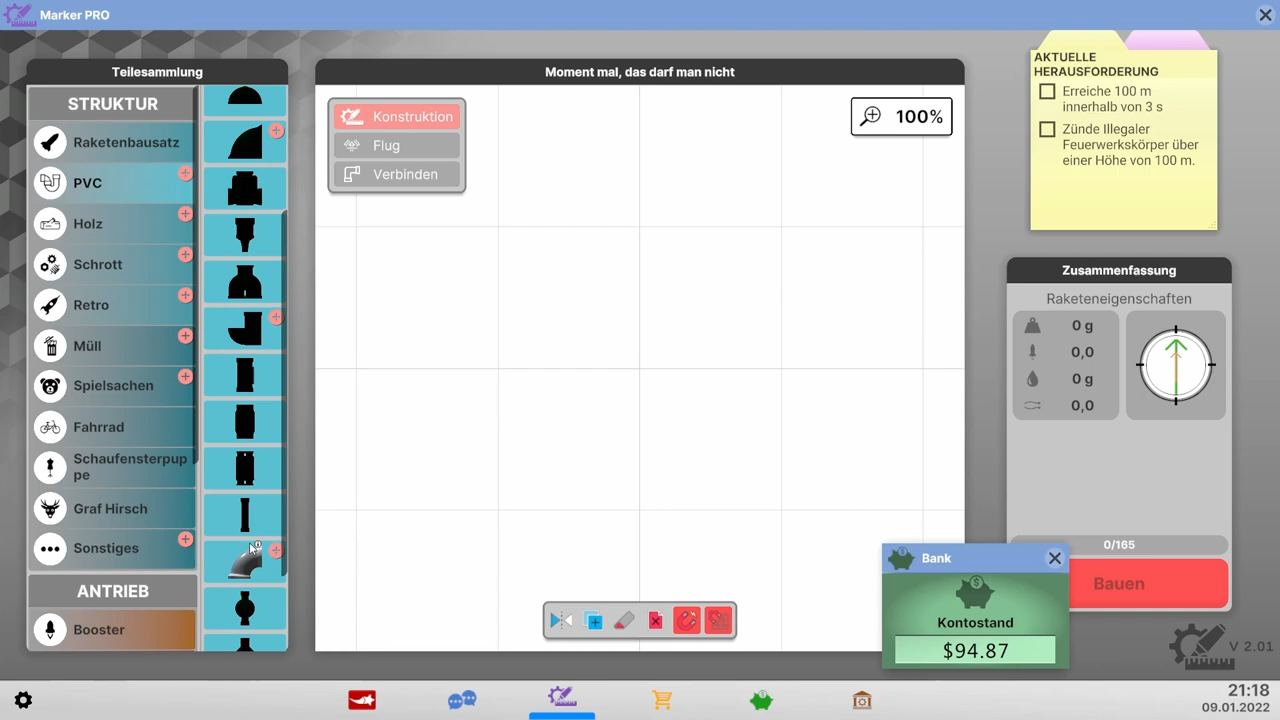 Marker PRO
Teilesammlung
STRUKTUR
Raketenbausatz
PVC
Holz
Schrott
Retro
Müll
Spielsachen
Fahrrad
Schaufensterpup
pe
Graf Hirsch
Sonstiges
ANTRIEB
Booster
Moment mal, das darf man nicht
Konstruktion
Flug
Verbinden
100%
AKTUELLE
HERAUSFORDERUNG
Erreiche 100 m
innerhalb von 3 s
Zünde Illegaler
Feuerwerkskörper über
einer Höhe von 100 m.
Zusammenfassung
Raketeneigenschaften
0 g
0,0
0 g
0,0
0/165
Bauen
Bank
Kontostand
$94.87
V 2.01
21:18
09.01.2022